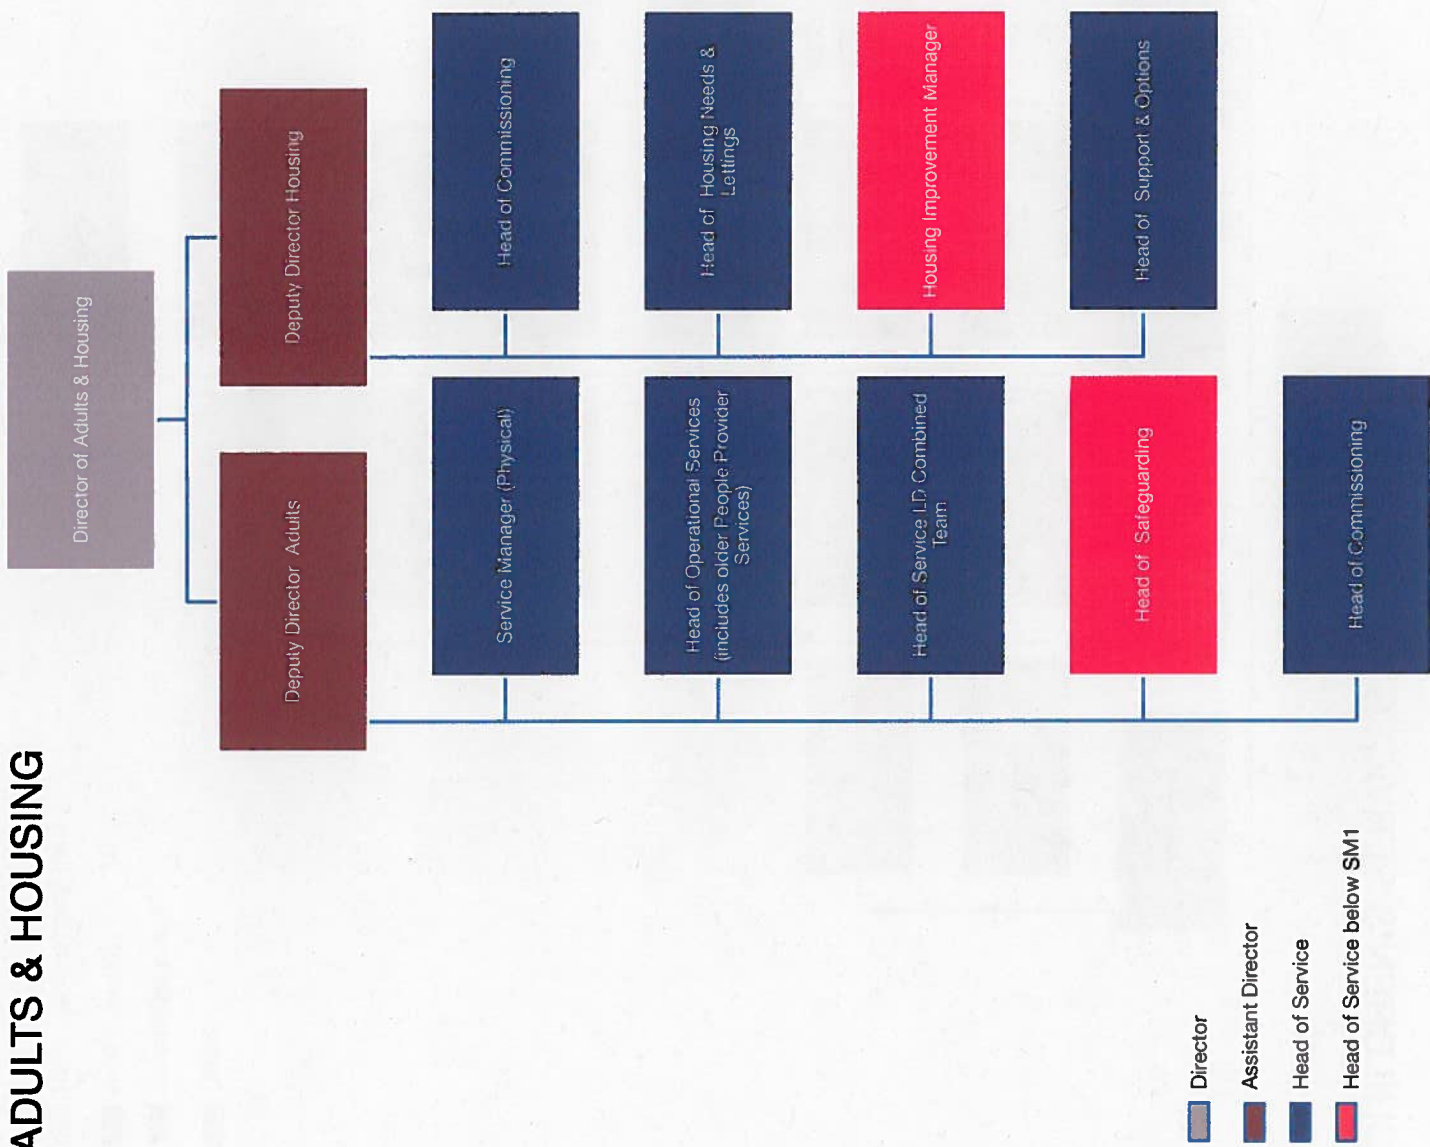 ADULTS & HOUSING
Director of Adults & Housing
Deputy Director Adults
Deputy Director Housing
Service Manager (Physical)
Head of Operational Services
(includes older People Provider
Services)
Head of Service LD Combined
Team
Head of Safeguarding
Head of Commissioning
Head of Commissioning
Head of Housing Needs &
Lettings
Housing Improvement Manager
Head of Support & Options
Director
Assistant Director
Head of Service
Head of Service below SM1